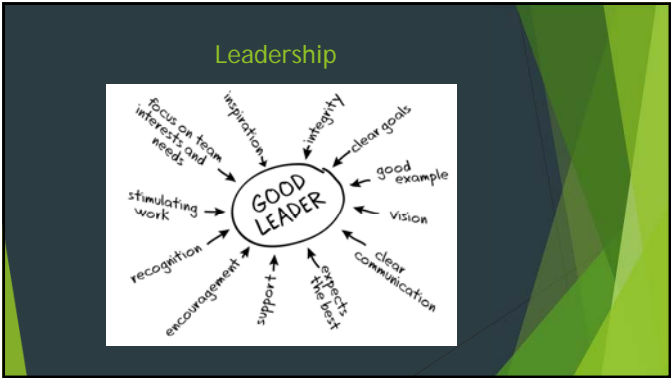 Leadership
inspiration
integrity
clear goals
good
example
vision
clear
communication
expects
the best
support
encouragement
recognition
stimulating
work
focus on team
interests and
needs
GOOD
LEADER